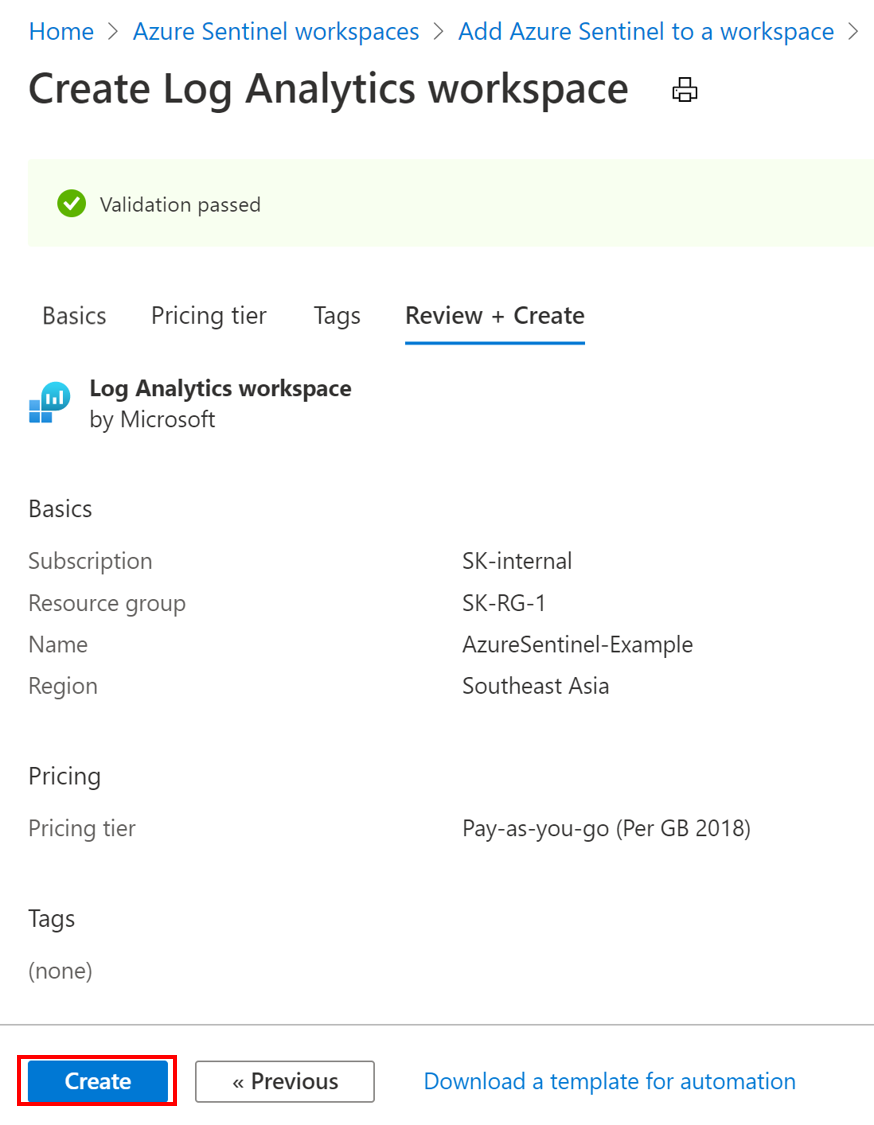 Home > Azure Sentinel workspaces > Add Azure Sentinel to a workspace >
Create Log Analytics workspace
Validation passed
Basics Pricing tier Tags Review + Create
Log Analytics workspace
by Microsoft
Basics
Subscription SK-internal
Resource group SK-RG-1
Name AzureSentinel-Example
Region Southeast Asia
Pricing
Pricing tier Pay-as-you-go (Per GB 2018)
Tags
(none)
Create « Previous Download a template for automation